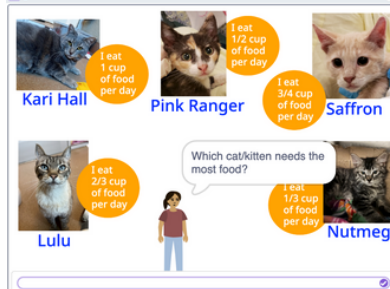 I eat
1 cup
of food
per day
Kari Hall
I eat
1/2 cup
of food
per day
Pink Ranger
I eat
3/4 cup
of food
per day
Saffron
I eat
2/3 cup
of food
per day
Lulu
Which cat/kitten needs the
most food?
I eat
1/3 cup
of food
per day
Nutmeg